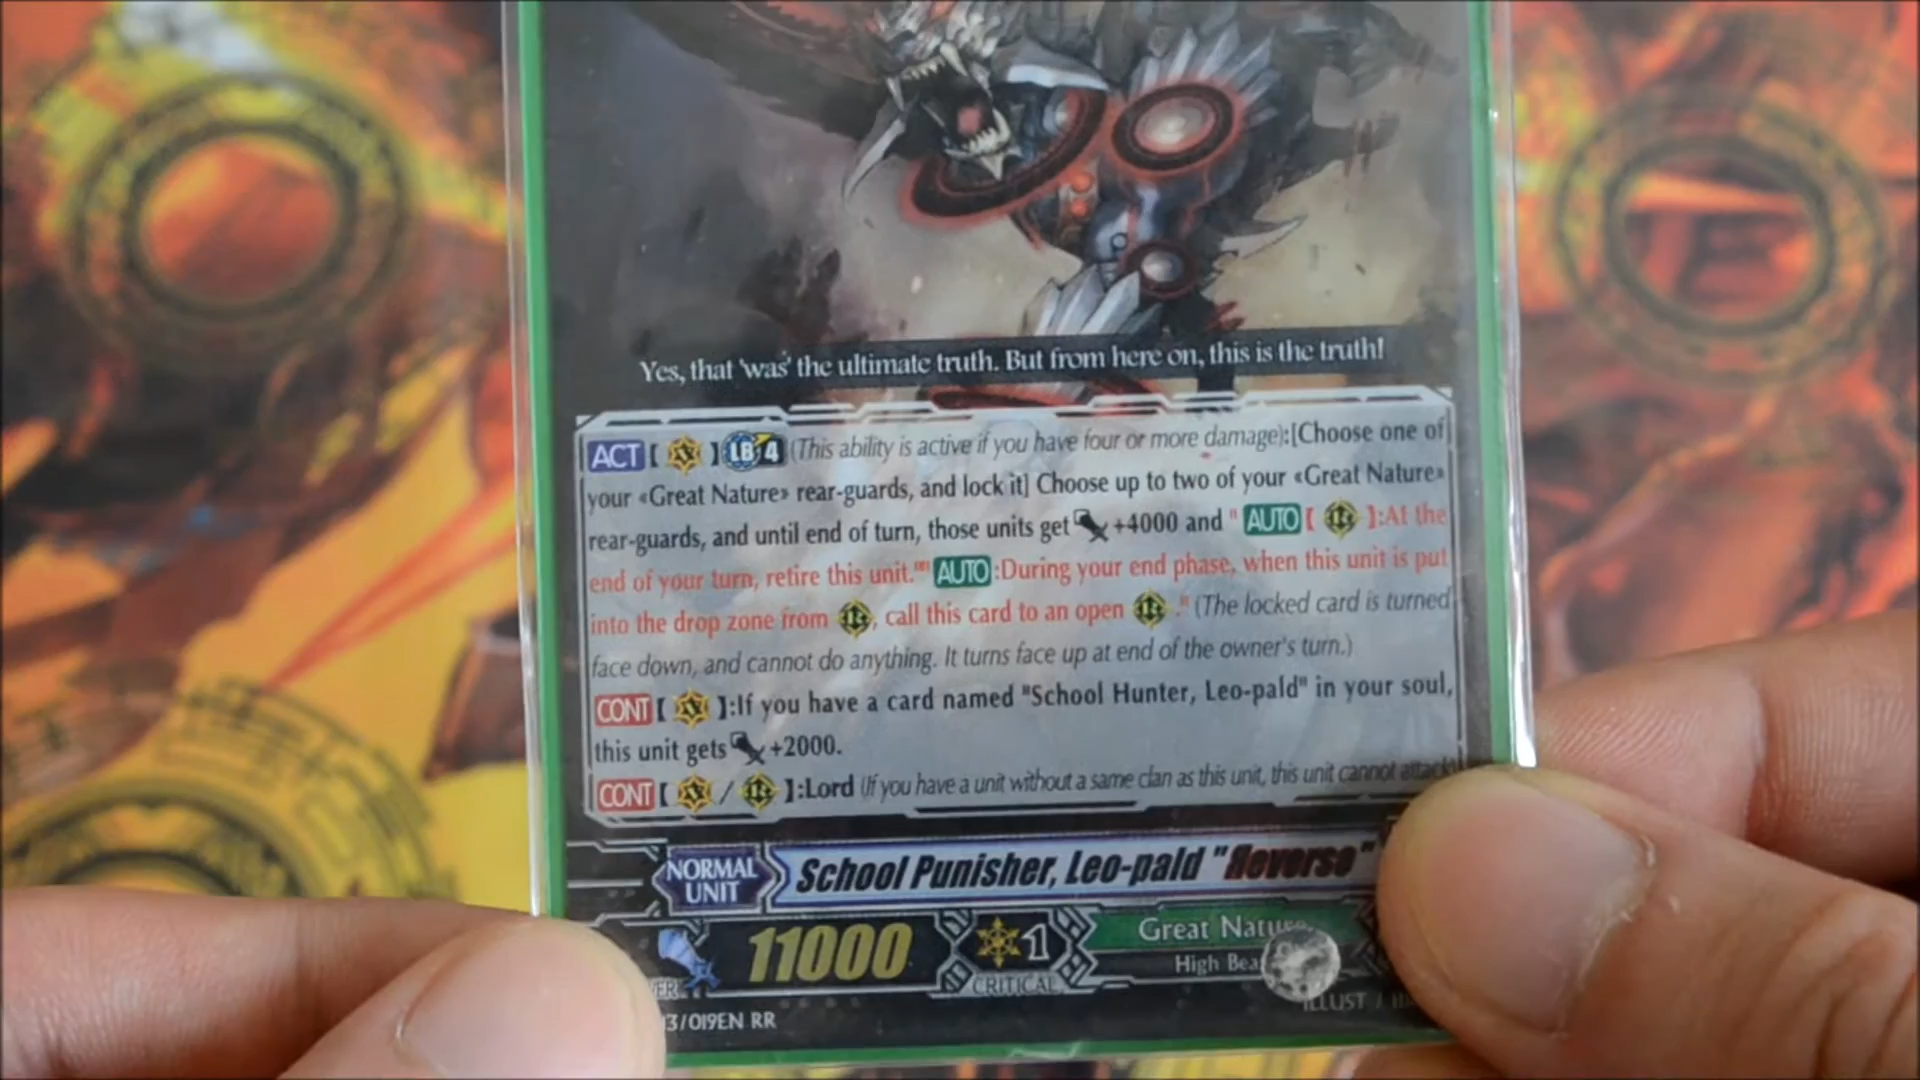 Yes, that 'was' the ultimate truth. But from here on, this is the truth!
ACT [ ] LB 4 (This ability is active if you have four or more damage):[Choose one of
your «Great Nature» rear-guards, and lock it] Choose up to two of your «Great Nature»
rear-guards, and until end of turn, those units get +4000 and " AUTO [ ]:At the
end of your turn, retire this unit."" AUTO :During your end phase, when this unit is put
into the drop zone from , call this card to an open ." (The locked card is turned
face down, and cannot do anything. It turns face up at end of the owner's turn.)
CONT [ ]:If you have a card named "School Hunter, Leo-pald" in your soul,
this unit gets +2000.
CONT [ / ]:Lord (If you have a unit without a same clan as this unit, this unit cannot attack)
NORMAL
UNIT
School Punisher, Leo-pald "Reverse"
11000
1
CRITICAL
Great Nature
High
/019EN RR
ILLUST /